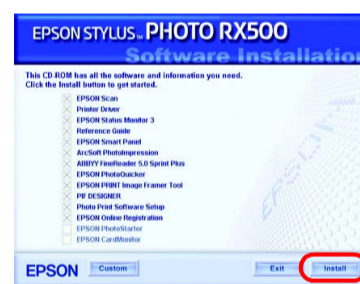 EPSON STYLUS™ PHOTO RX500
Software Installation
This CD-ROM has all the software and information you need.
Click the Install button to get started.
EPSON Scan
Printer Driver
EPSON Status Monitor 3
Reference Guide
EPSON Smart Panel
ArcSoft PhotoImpression
ABBYY FineReader 5.0 Sprint Plus
EPSON PhotoQuicker
EPSON PRINT Image Framer Tool
PIF DESIGNER
Photo Print Software Setup
EPSON Online Registration
EPSON PhotoStarter
EPSON CardMonitor
EPSON
EPSON Custom Exit Install